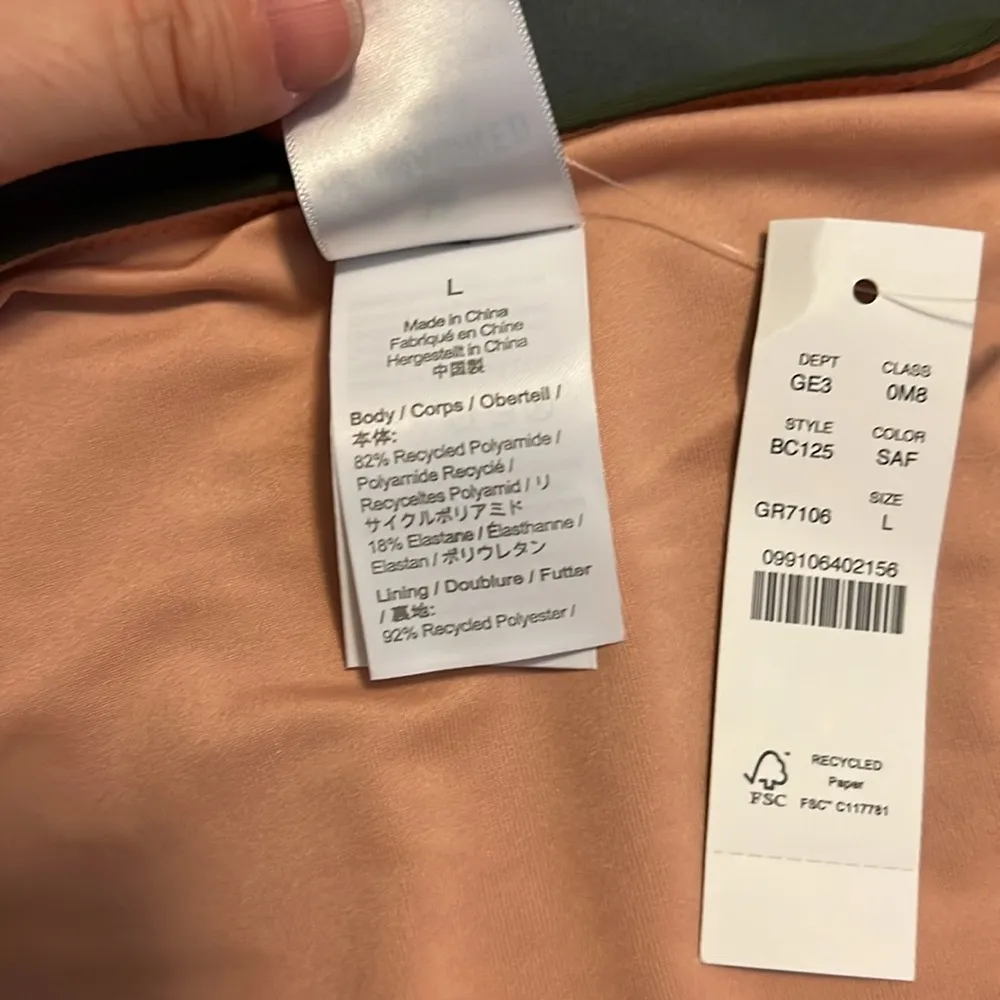 L
Made in China
Fabriqué en Chine
Hergestellt in China
中国製
Body / Corps / Oberteil /
本体:
82% Recycled Polyamide /
Polyamide Recyclé /
Recyceltes Polyamid / リ
サイクルポリアミド
18% Elastane / Élasthanne /
Elastan / ポリウレタン
Lining / Doublure / Futter
/ 裏地:
92% Recycled Polyester /
DEPT CLASS
GE3 0M8
STYLE COLOR
BC125 SAF
SIZE
GR7106 L
099106402156
FSC
RECYCLED
Paper
FSC™ C117781